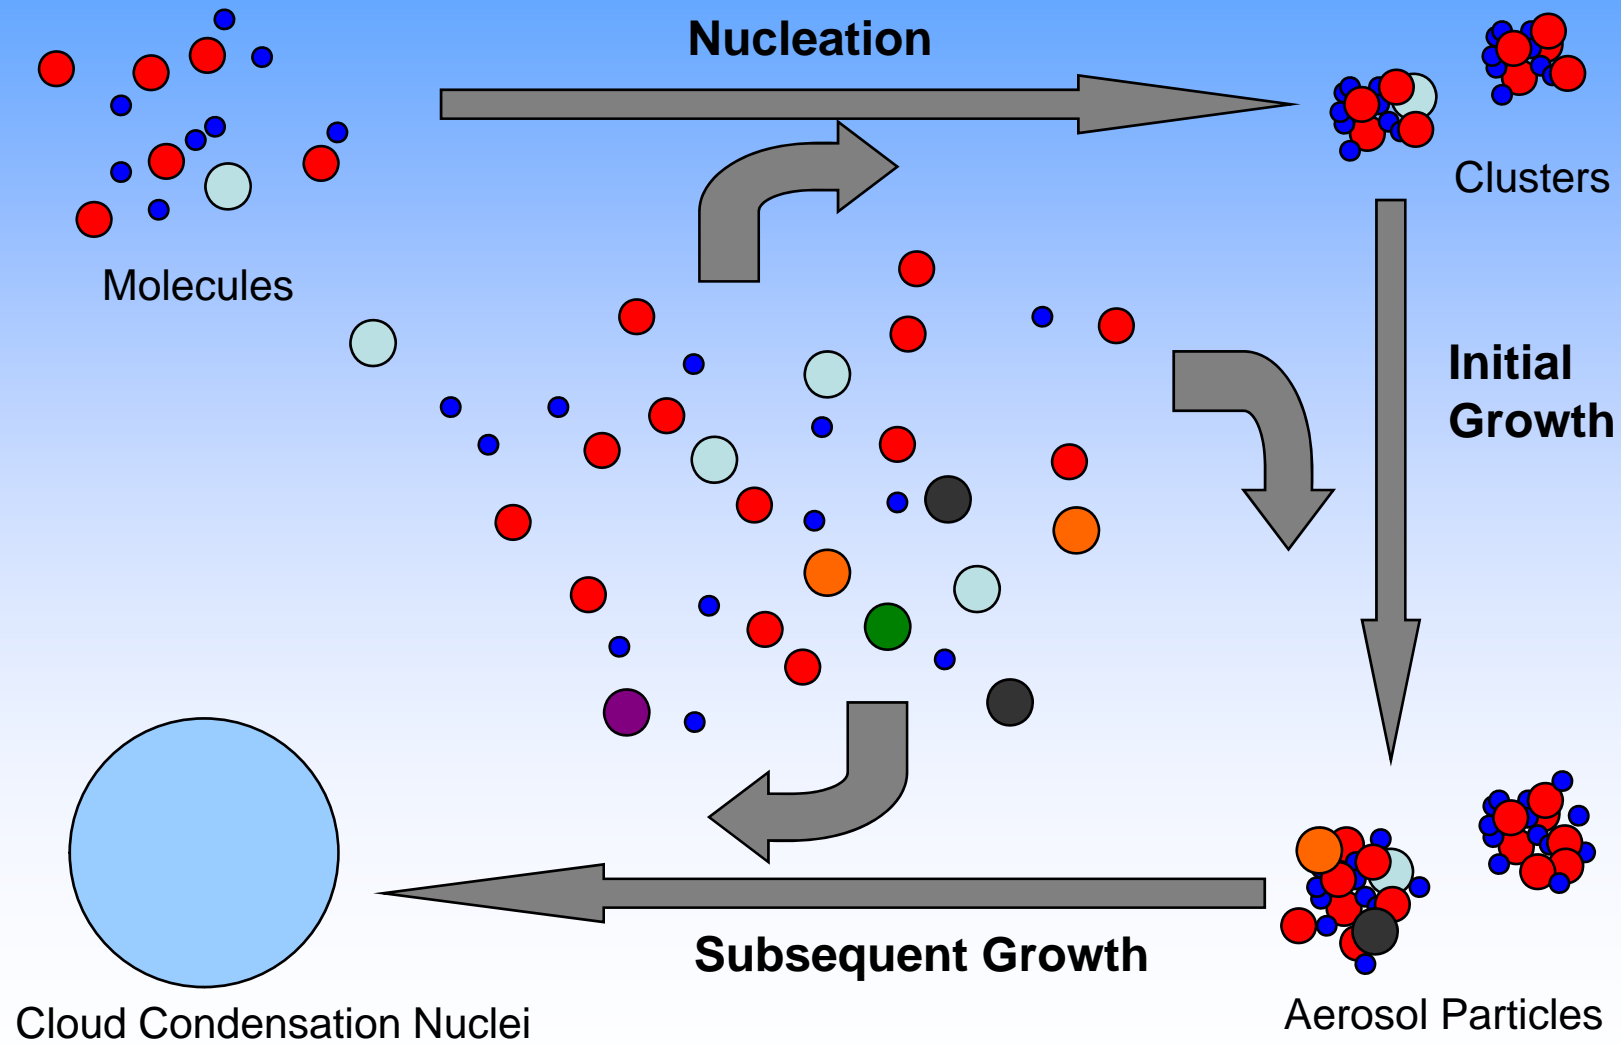 Nucleation
Clusters
Molecules
Initial
Growth
Subsequent Growth
Aerosol Particles
Cloud Condensation Nuclei